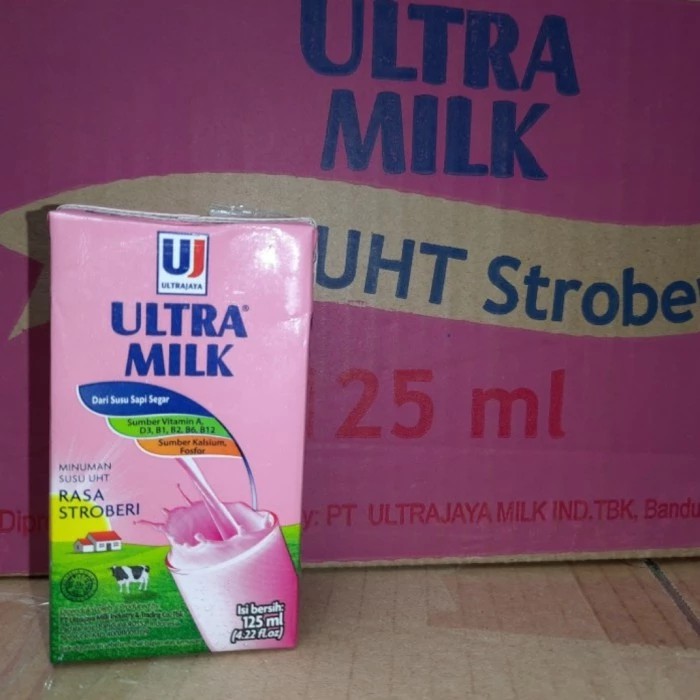 ULTRA
MILK
UHT Strobe
125 ml
PT ULTRAJAYA MILK IND.TBK, Bandu
UJ
ULTRAJAYA
ULTRA®
MILK
Dari Susu Sapi Segar
Sumber Vitamin A,
D3, B1, B2, B6, B12
Sumber Kalsium,
Fosfor
MINUMAN
SUSU UHT
RASA
STROBERI
Isi bersih:
125 ml
(4.22 fl.oz)